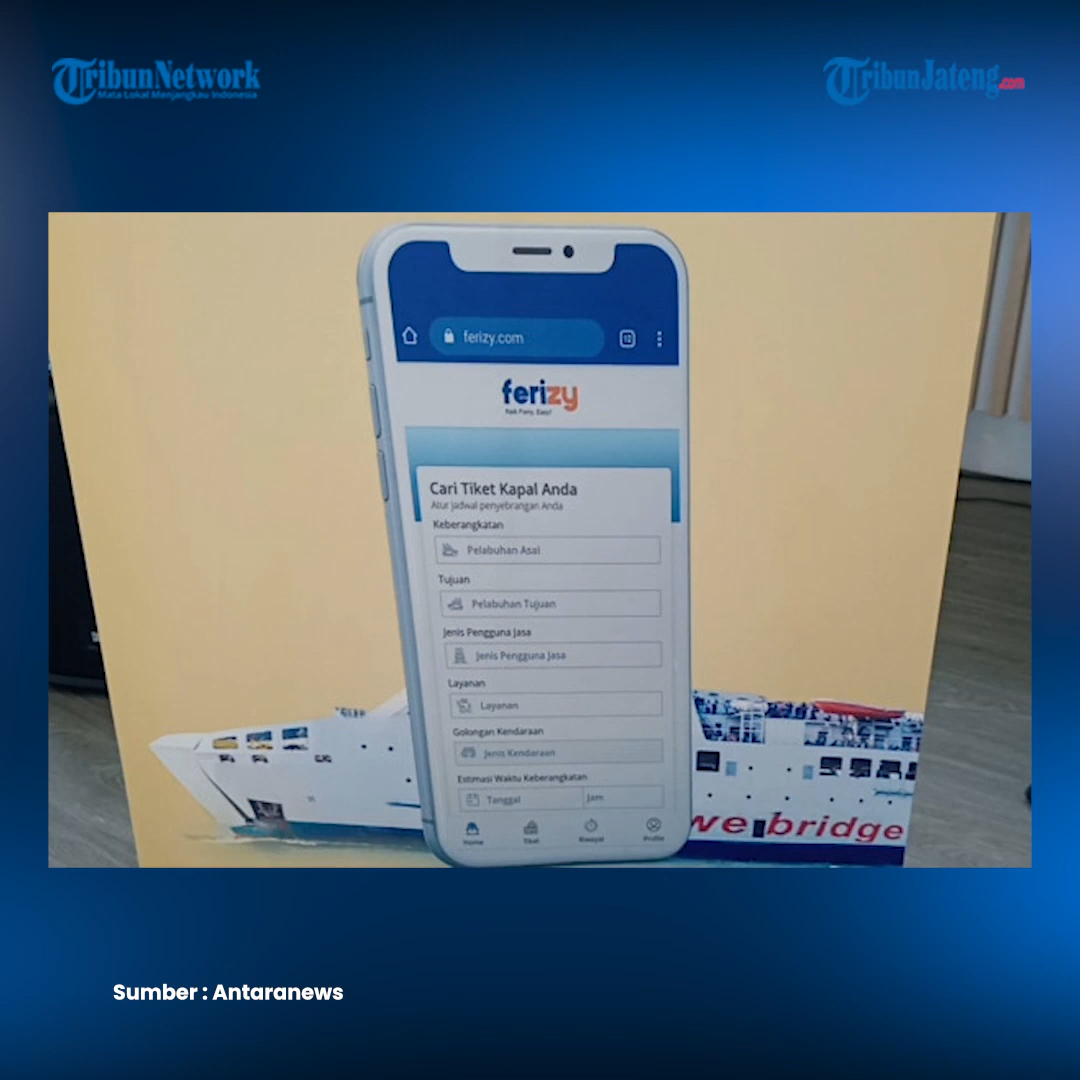 TribunNetwork
Mata Lokal Menjangkau Indonesia
TribunJateng.com
ferizy.com
12
ferizy
Naik Ferry, Easy!
Cari Tiket Kapal Anda
Atur jadwal penyebrangan Anda
Keberangkatan
Pelabuhan Asal
Tujuan
Pelabuhan Tujuan
Jenis Pengguna Jasa
Jenis Pengguna Jasa
Layanan
Layanan
Golongan Kendaraan
Jenis Kendaraan
Estimasi Waktu Keberangkatan
Tanggal
Jam
Home
Tiket
Riwayat
Profile
we bridge
Sumber : Antaranews